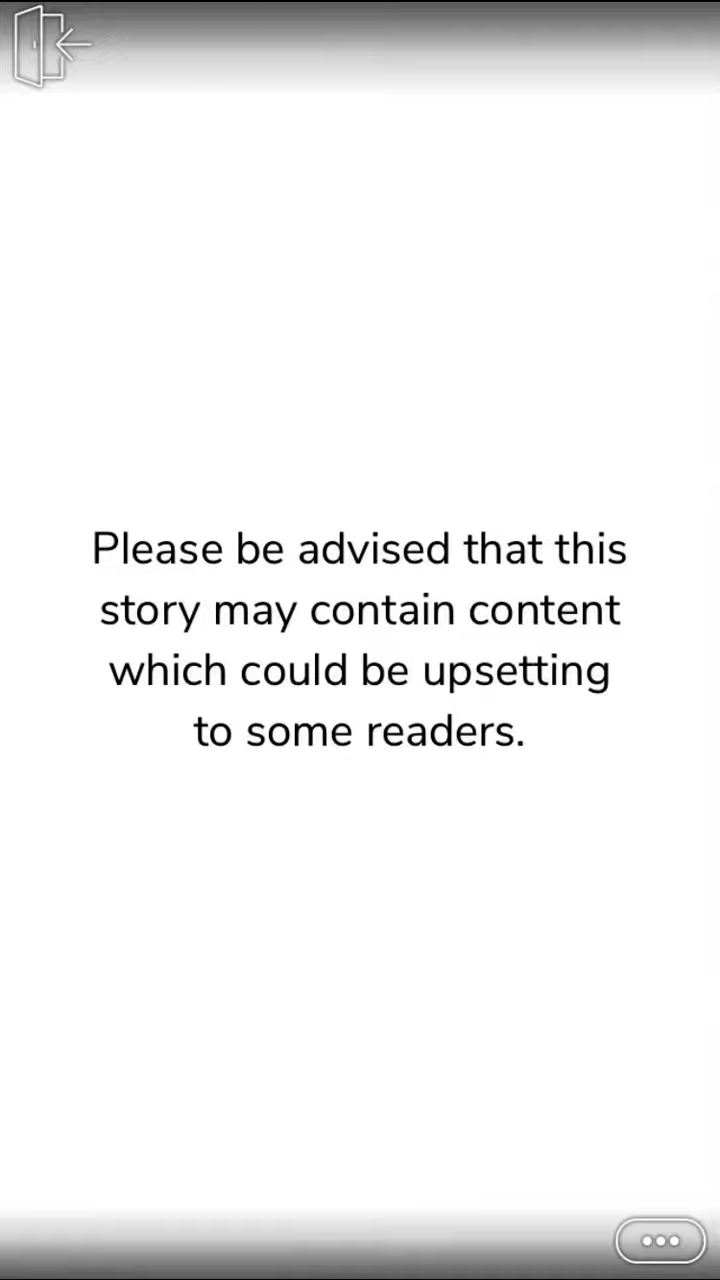 Please be advised that this
story may contain content
which could be upsetting
to some readers.